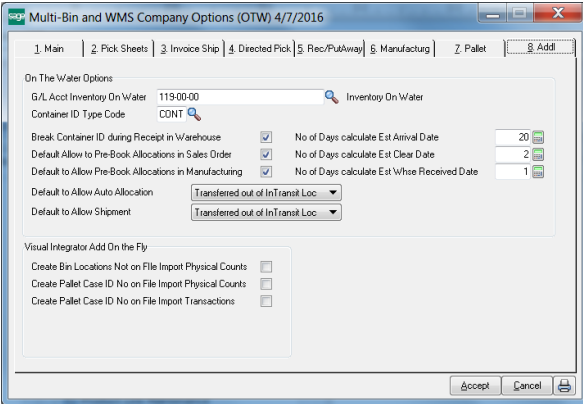 sage Multi-Bin and WMS Company Options (OTW) 4/7/2016
1. Main 2. Pick Sheets 3. Invoice Ship 4. Directed Pick 5. Rec/PutAway 6. Manufacturg 7. Pallet 8. Addl
On The Water Options
G/L Acct Inventory On Water 119-00-00 Inventory On Water
Container ID Type Code CONT
Break Container ID during Receipt in Warehouse No of Days calculate Est Arrival Date 20
Default Allow to Pre-Book Allocations in Sales Order No of Days calculate Est Clear Date 2
Default to Allow Pre-Book Allocations in Manufacturing No of Days calculate Est Whse Received Date 1
Default to Allow Auto Allocation Transferred out of InTransit Loc
Default to Allow Shipment Transferred out of InTransit Loc
Visual Integrator Add On the Fly
Create Bin Locations Not on FIle Import Physical Counts
Create Pallet Case ID No on File Import Physical Counts
Create Pallet Case ID No on File Import Transactions
Accept Cancel